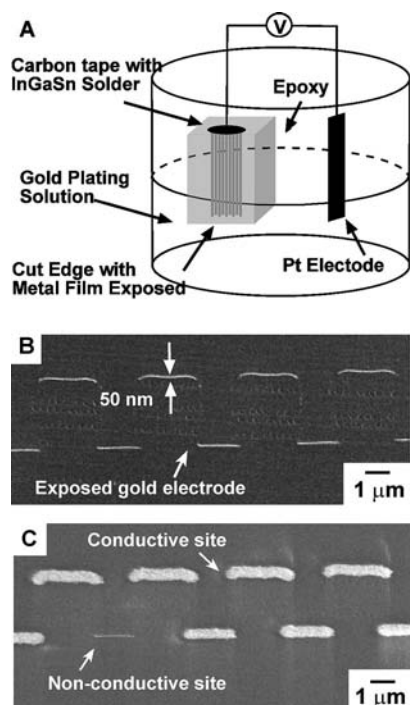 A
V
Carbon tape with
InGaSn Solder
Epoxy
Gold Plating
Solution
Cut Edge with
Metal Film Exposed
Pt Electode
B
50 nm
Exposed gold electrode
1 μm
C
Conductive site
Non-conductive site
1 μm